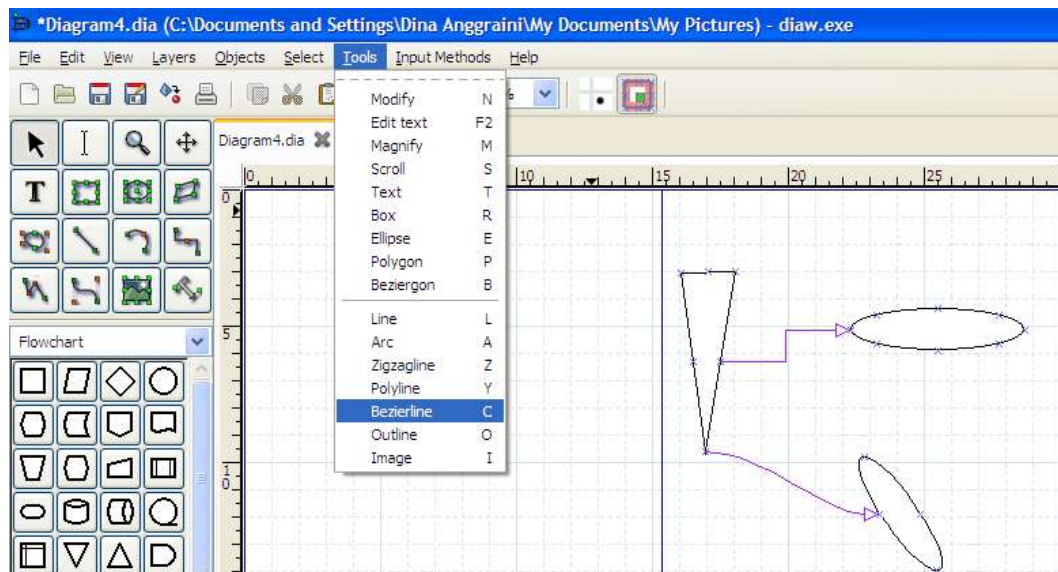 *Diagram4.dia (C:\Documents and Settings\Dina Anggraini\My Documents\My Pictures) - diaw.exe
File Edit View Layers Objects Select Tools Input Methods Help
Modify N
Edit text F2
Magnify M
Scroll S
Text T
Box R
Ellipse E
Polygon P
Beziergon B
Line L
Arc A
Zigzagline Z
Polyline Y
Bezierline C
Outline O
Image I
%
Diagram4.dia
0 10 15 20 25
0
5
10
T
Flowchart